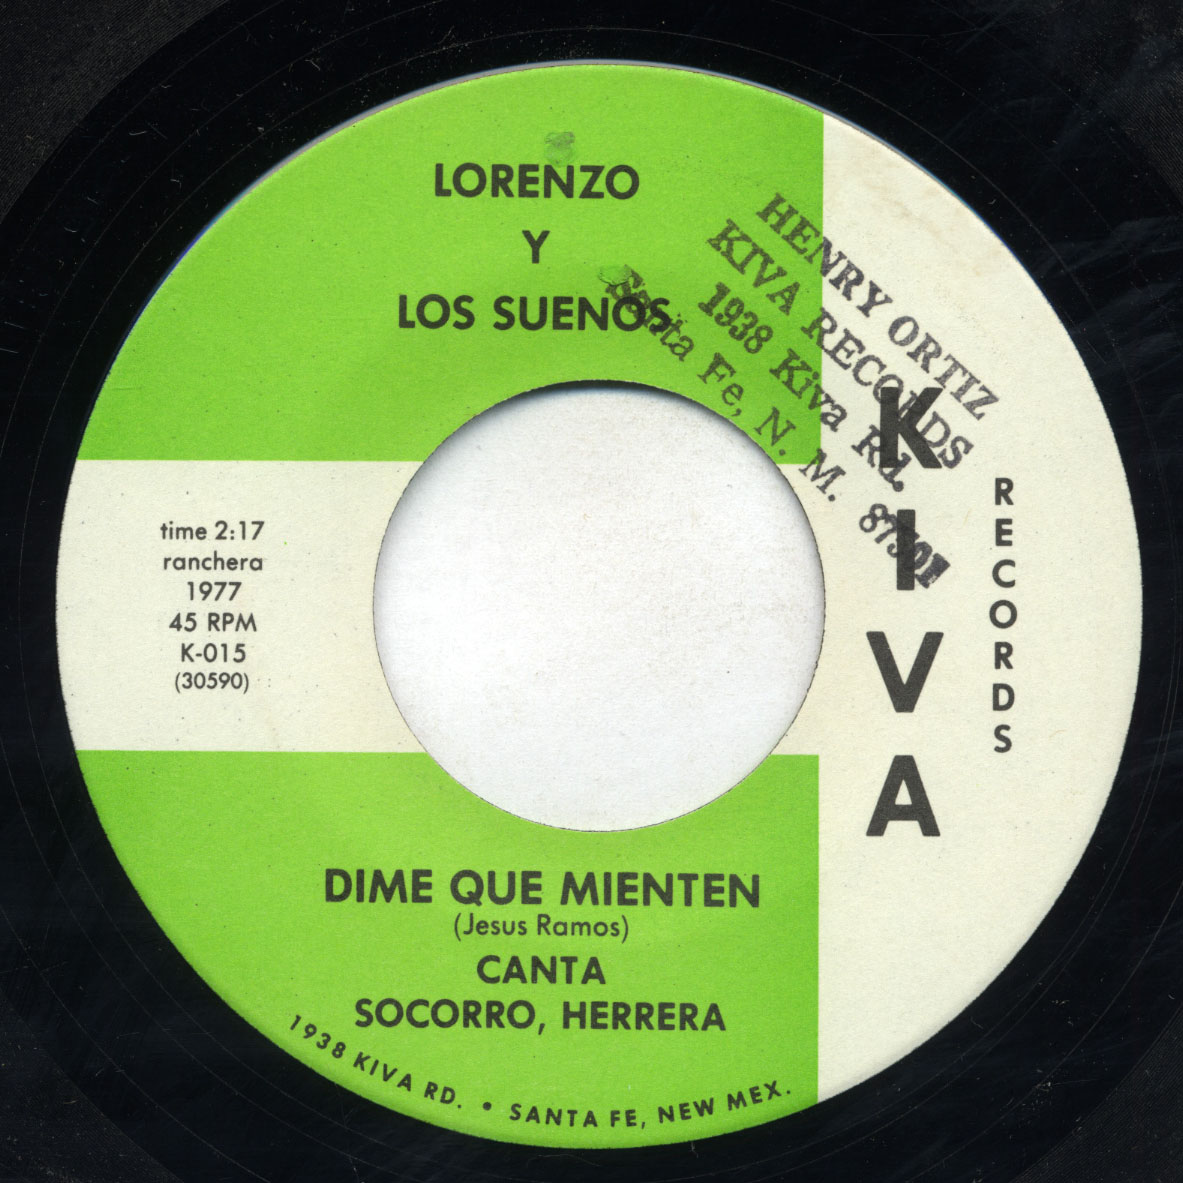 LORENZO
Y
LOS SUENOS
HENRY ORTIZ
KIVA RECORDS
1938 Kiva Rd.
Santa Fe, N. M. 87501
KIVA
RECORDS
time 2:17
ranchera
1977
45 RPM
K-015
(30590)
DIME QUE MIENTEN
(Jesus Ramos)
CANTA
SOCORRO, HERRERA
1938 KIVA RD. • SANTA FE, NEW MEX.